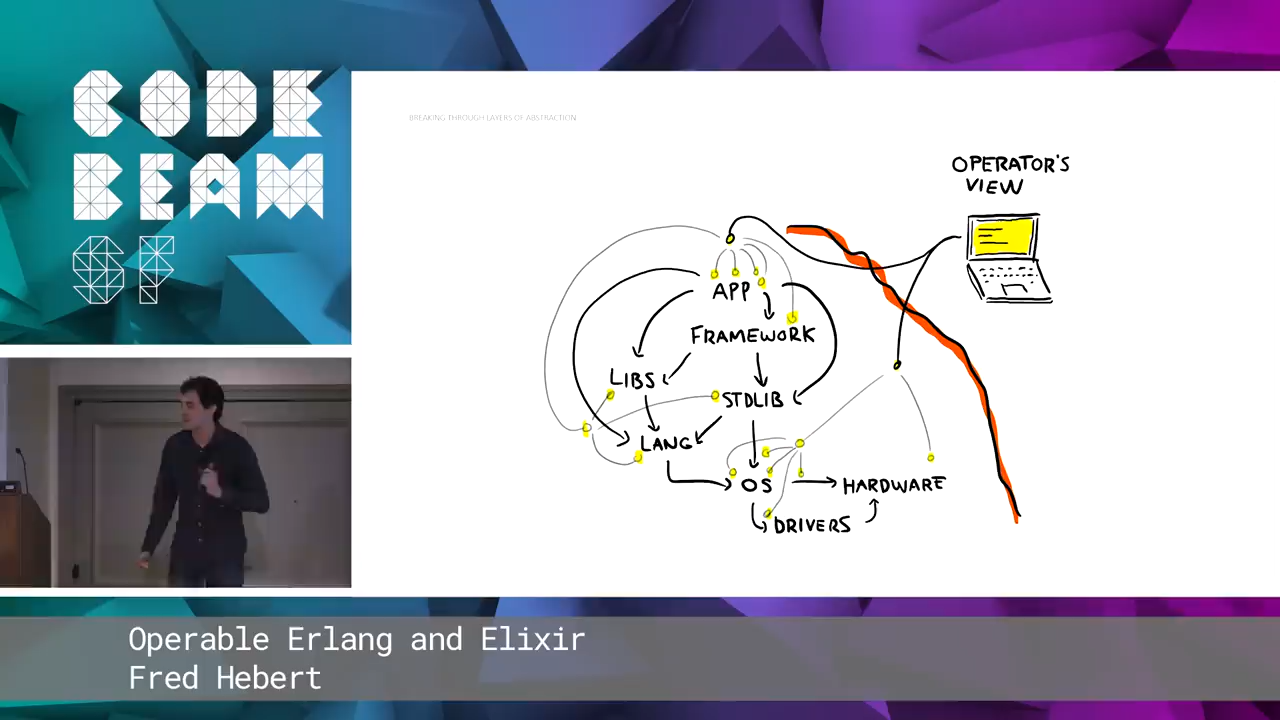 CODE
BEAM
SF
BREAKING THROUGH LAYERS OF ABSTRACTION
OPERATOR'S
VIEW
APP
FRAMEWORK
LIBS
STDLIB
LANG
OS
HARDWARE
DRIVERS
Operable Erlang and Elixir
Fred Hebert